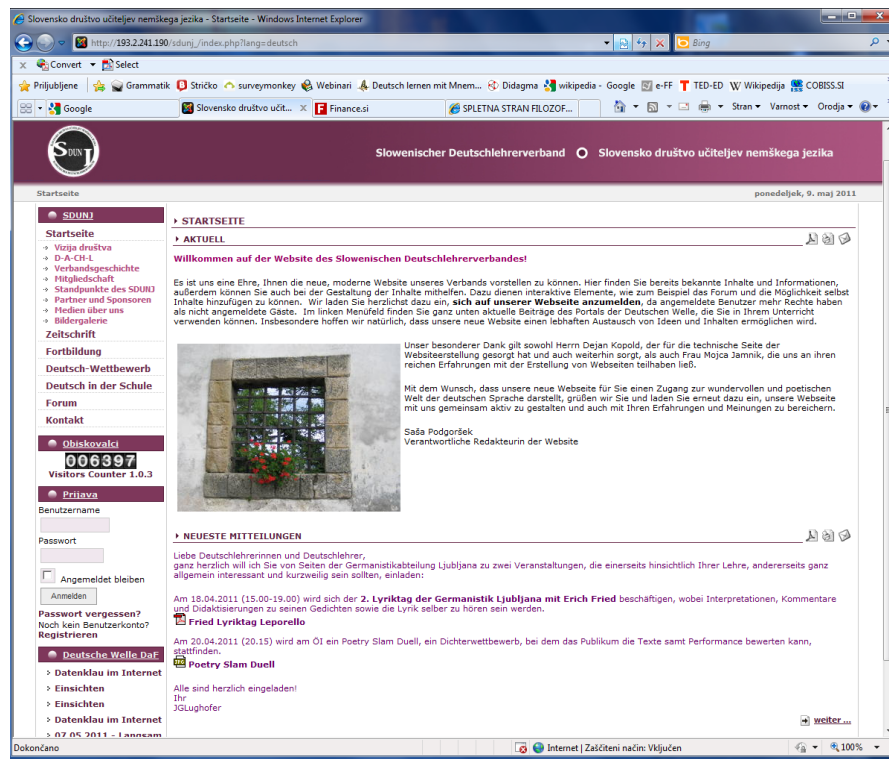 Slovensko društvo učiteljev nemškega jezika - Startseite - Windows Internet Explorer
http://193.2.241.190/sdunj_/index.php?lang=deutsch
Bing
x Convert Select
Priljubljene Grammatik Stričko surveymonkey Webinari Deutsch lernen mit Mnem... Didagma wikipedia - Google e-FF TED-ED Wikipedija COBISS.SI
Google Slovensko društvo učit... x Finance.si SPLETNA STRAN FILOZOF... Stran Varnost Orodja
SDUNJ
Slowenischer Deutschlehrerverband Slovensko društvo učiteljev nemškega jezika
Startseite ponedeljek, 9. maj 2011
SDUNJ
Startseite
Vizija društva
D-A-CH-L
Verbandsgeschichte
Mitgliedschaft
Standpunkte des SDUNJ
Partner und Sponsoren
Medien über uns
Bildergalerie
Zeitschrift
Fortbildung
Deutsch-Wettbewerb
Deutsch in der Schule
Forum
Kontakt
Obiskovalci
006397
Visitors Counter 1.0.3
Prijava
Benutzername
Passwort
Angemeldet bleiben
Anmelden
Passwort vergessen?
Noch kein Benutzerkonto?
Registrieren
Deutsche Welle DaF
Datenklau im Internet
Einsichten
Einsichten
Datenklau im Internet
07.05.2011 - Langsam
STARTSEITE
AKTUELL
Willkommen auf der Website des Slowenischen Deutschlehrerverbandes!
Es ist uns eine Ehre, Ihnen die neue, moderne Website unseres Verbands vorstellen zu können. Hier finden Sie bereits bekannte Inhalte und Informationen,
außerdem können Sie auch bei der Gestaltung der Inhalte mithelfen. Dazu dienen interaktive Elemente, wie zum Beispiel das Forum und die Möglichkeit selbst
Inhalte hinzufügen zu können. Wir laden Sie herzlichst dazu ein, sich auf unserer Webseite anzumelden, da angemeldete Benutzer mehr Rechte haben
als nicht angemeldete Gäste. Im linken Menüfeld finden Sie ganz unten aktuelle Beiträge des Portals der Deutschen Welle, die Sie in Ihrem Unterricht
verwenden können. Insbesondere hoffen wir natürlich, dass unsere neue Website einen lebhaften Austausch von Ideen und Inhalten ermöglichen wird.
Unser besonderer Dank gilt sowohl Herrn Dejan Kopold, der für die technische Seite der
Websiteerstellung gesorgt hat und auch weiterhin sorgt, als auch Frau Mojca Jamnik, die uns an ihren
reichen Erfahrungen mit der Erstellung von Webseiten teilhaben ließ.
Mit dem Wunsch, dass unsere neue Webseite für Sie einen Zugang zur wundervollen und poetischen
Welt der deutschen Sprache darstellt, grüßen wir Sie und laden Sie erneut dazu ein, unsere Webseite
mit uns gemeinsam aktiv zu gestalten und auch mit Ihren Erfahrungen und Meinungen zu bereichern.
Saša Podgoršek
Verantwortliche Redakteurin der Website
NEUESTE MITTEILUNGEN
Liebe Deutschlehrerinnen und Deutschlehrer,
ganz herzlich will ich Sie von Seiten der Germanistikabteilung Ljubljana zu zwei Veranstaltungen, die einerseits hinsichtlich Ihrer Lehre, andererseits ganz
allgemein interessant und kurzweilig sein sollten, einladen:
Am 18.04.2011 (15.00-19.00) wird sich der 2. Lyriktag der Germanistik Ljubljana mit Erich Fried beschäftigen, wobei Interpretationen, Kommentare
und Didaktisierungen zu seinen Gedichten sowie die Lyrik selber zu hören sein werden.
Fried Lyriktag Leporello
Am 20.04.2011 (20.15) wird am ÖI ein Poetry Slam Duell, ein Dichterwettbewerb, bei dem das Publikum die Texte samt Performance bewerten kann,
stattfinden.
Poetry Slam Duell
Alle sind herzlich eingeladen!
Ihr
JGLughofer
weiter ...
Dokončano Internet | Zaščiteni način: Vključen 100%